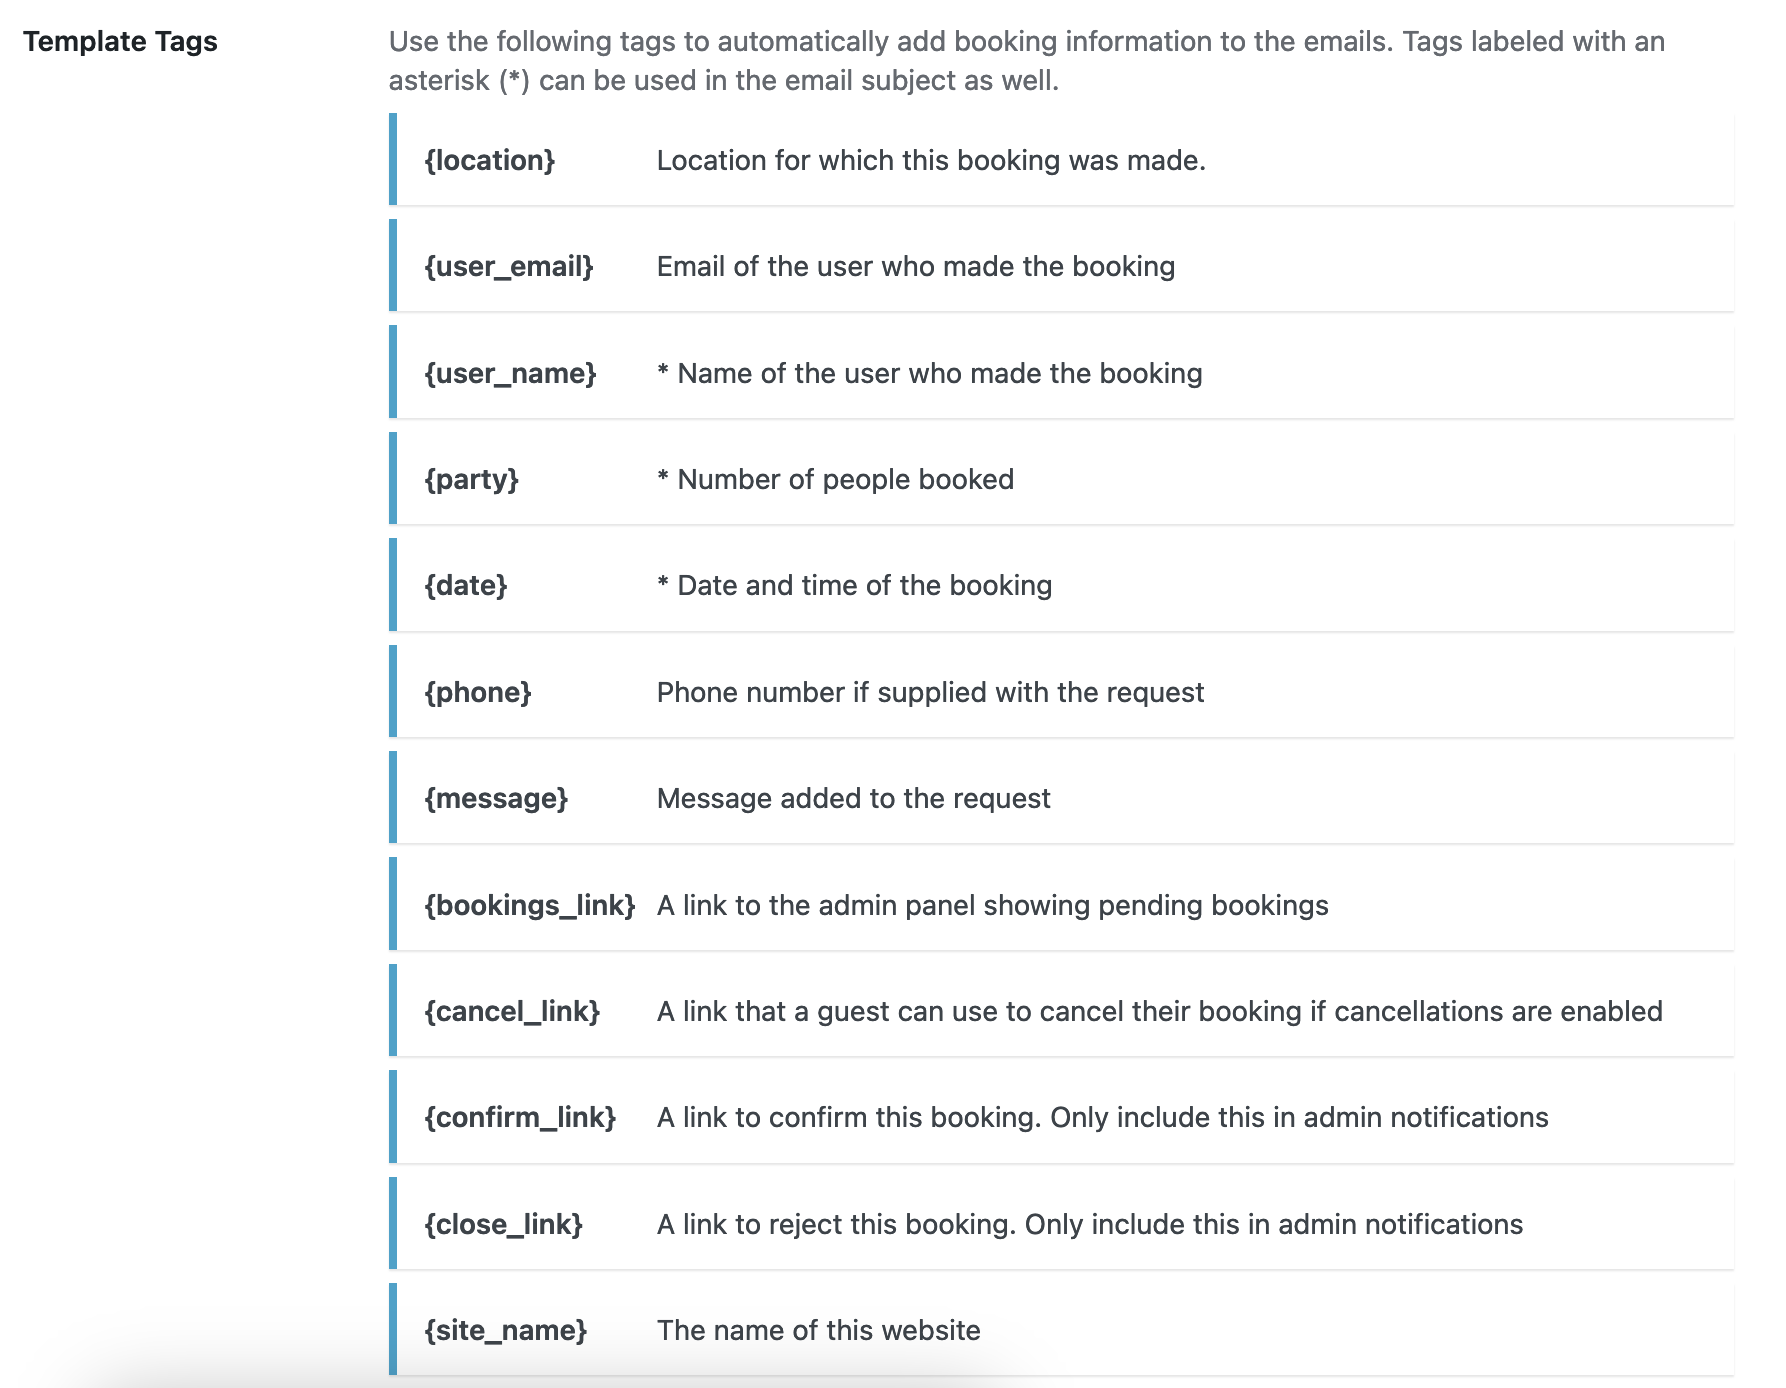 Template Tags
Use the following tags to automatically add booking information to the emails. Tags labeled with an
asterisk (*) can be used in the email subject as well.
{location} Location for which this booking was made.
{user_email} Email of the user who made the booking
{user_name} * Name of the user who made the booking
{party} * Number of people booked
{date} * Date and time of the booking
{phone} Phone number if supplied with the request
{message} Message added to the request
{bookings_link} A link to the admin panel showing pending bookings
{cancel_link} A link that a guest can use to cancel their booking if cancellations are enabled
{confirm_link} A link to confirm this booking. Only include this in admin notifications
{close_link} A link to reject this booking. Only include this in admin notifications
{site_name} The name of this website